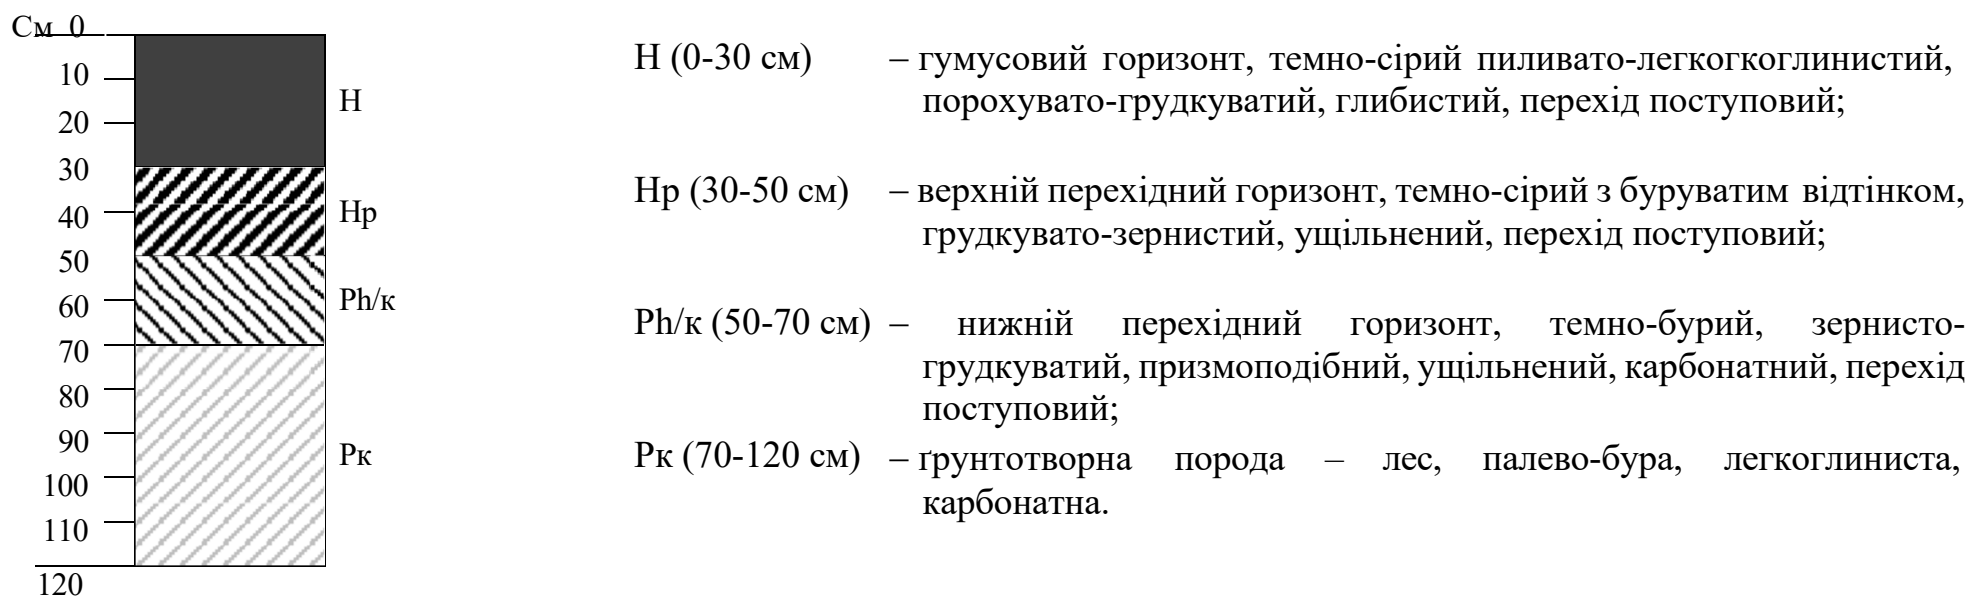 См 0
10
20
30
40
50
60
70
80
90
100
110
120
Н
Нр
Рh/к
Рк
Н (0-30 см) – гумусовий горизонт, темно-сірий пиливато-легкогкоглинистий,
порохувато-грудкуватий, глибистий, перехід поступовий;
Нр (30-50 см) – верхній перехідний горизонт, темно-сірий з буруватим відтінком,
грудкувато-зернистий, ущільнений, перехід поступовий;
Рh/к (50-70 см) – нижній перехідний горизонт, темно-бурий, зернисто-
грудкуватий, призмоподібний, ущільнений, карбонатний, перехід
поступовий;
Рк (70-120 см) – ґрунтотворна порода – лес, палево-бура, легкоглиниста,
карбонатна.